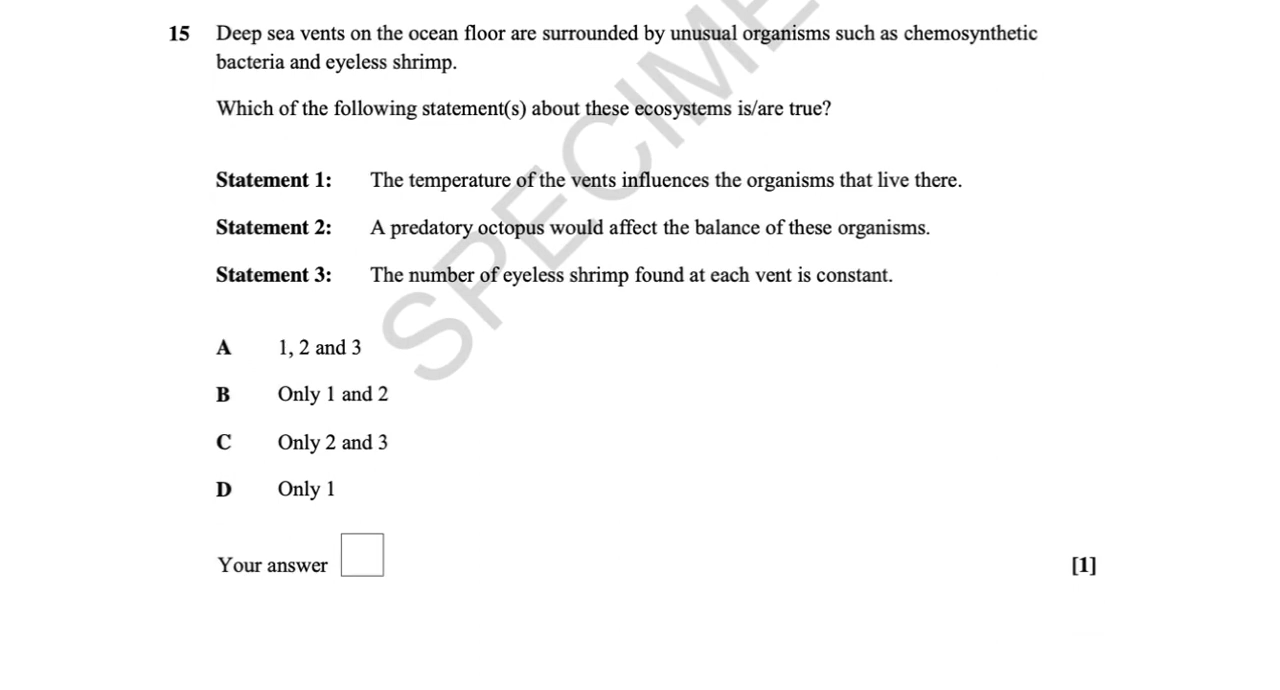 15 Deep sea vents on the ocean floor are surrounded by unusual organisms such as chemosynthetic
bacteria and eyeless shrimp.
Which of the following statement(s) about these ecosystems is/are true?
Statement 1: The temperature of the vents influences the organisms that live there.
Statement 2: A predatory octopus would affect the balance of these organisms.
Statement 3: The number of eyeless shrimp found at each vent is constant.
A 1, 2 and 3
B Only 1 and 2
C Only 2 and 3
D Only 1
Your answer [1]
SPECIME